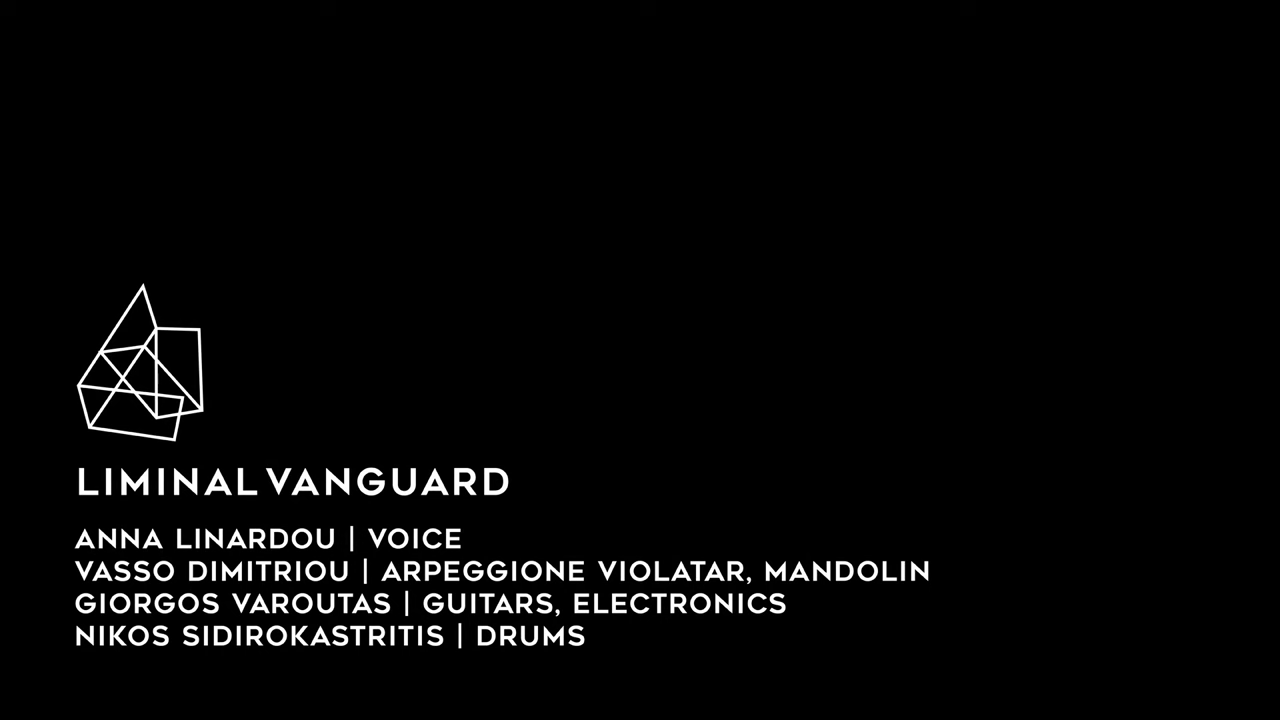 LIMINAL VANGUARD
ANNA LINARDOU | VOICE
VASSO DIMITRIOU | ARPEGGIONE VIOLATAR, MANDOLIN
GIORGOS VAROUTAS | GUITARS, ELECTRONICS
NIKOS SIDIROKASTRITIS | DRUMS